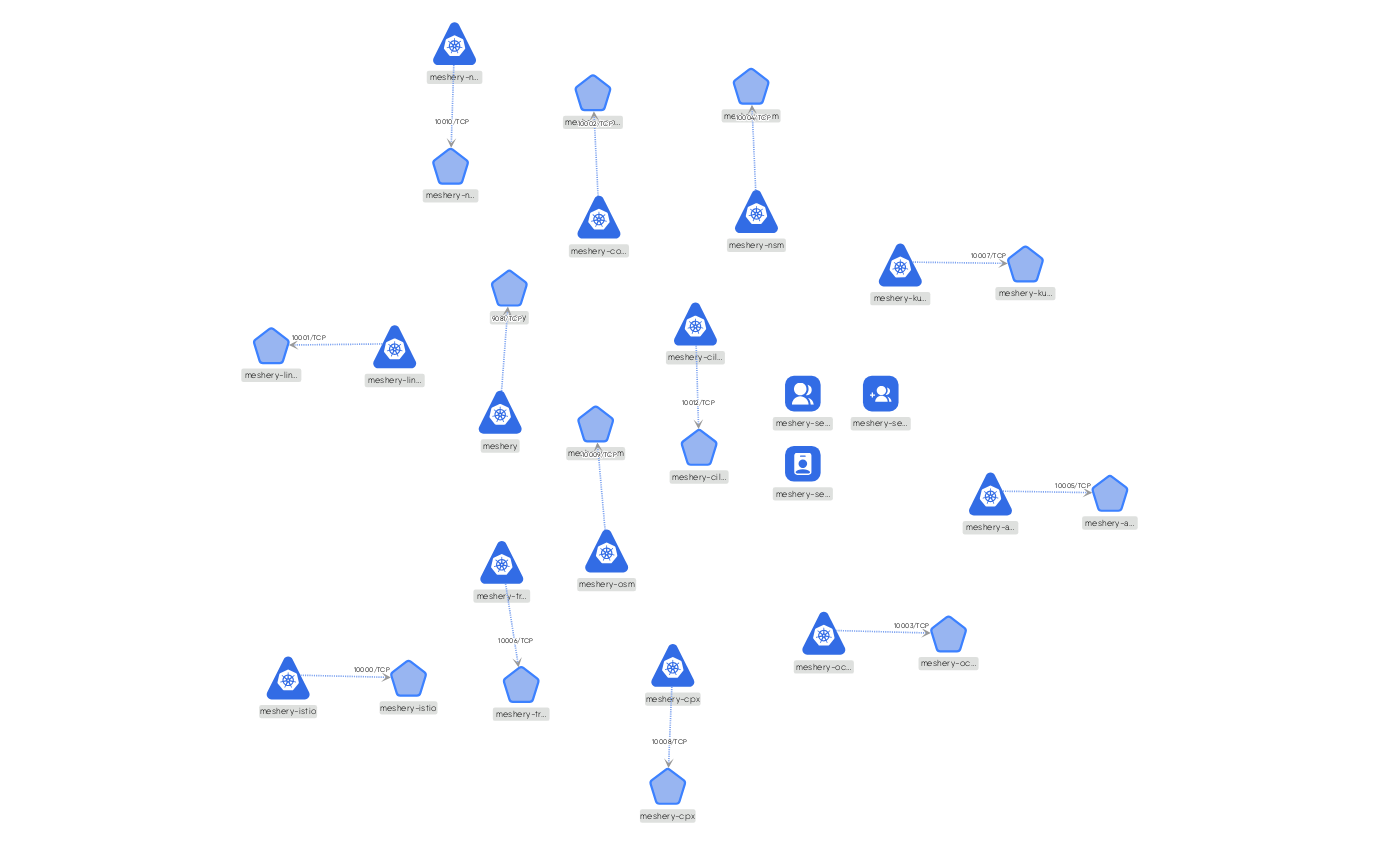 meshery-n...
10010/TCP
meshery-n...
10002/TCP
meshery-co...
10004/TCP
meshery-nsm
10007/TCP
meshery-ku...
meshery-ku...
9081/TCP
meshery
10001/TCP
meshery-lin...
meshery-lin...
meshery-cil...
10012/TCP
meshery-cil...
meshery-se...
meshery-se...
meshery-se...
10009/TCP
meshery-osm
10005/TCP
meshery-a...
meshery-a...
meshery-tr...
10006/TCP
meshery-tr...
10003/TCP
meshery-oc...
meshery-oc...
10000/TCP
meshery-istio
meshery-istio
meshery-cpx
10008/TCP
meshery-cpx